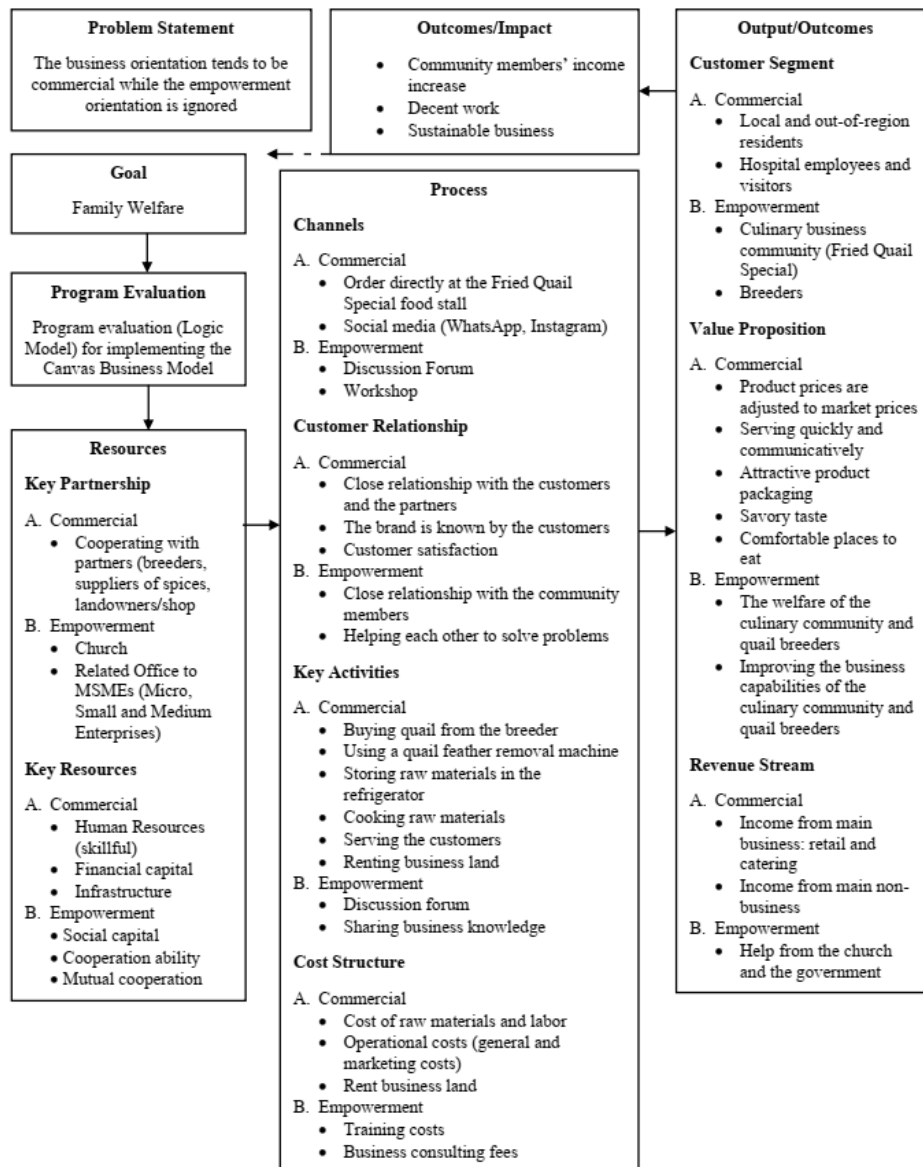 Problem Statement
The business orientation tends to be
commercial while the empowerment
orientation is ignored
Outcomes/Impact
• Community members’ income
increase
• Decent work
• Sustainable business
Goal
Family Welfare
Program Evaluation
Program evaluation (Logic
Model) for implementing the
Canvas Business Model
Resources
Key Partnership
A. Commercial
• Cooperating with
partners (breeders,
suppliers of spices,
landowners/shop
B. Empowerment
• Church
• Related Office to
MSMEs (Micro,
Small and Medium
Enterprises)
Key Resources
A. Commercial
• Human Resources
(skillful)
• Financial capital
• Infrastructure
B. Empowerment
• Social capital
• Cooperation ability
• Mutual cooperation
Process
Channels
A. Commercial
• Order directly at the Fried Quail
Special food stall
• Social media (WhatsApp, Instagram)
B. Empowerment
• Discussion Forum
• Workshop
Customer Relationship
A. Commercial
• Close relationship with the customers
and the partners
• The brand is known by the customers
• Customer satisfaction
B. Empowerment
• Close relationship with the community
members
• Helping each other to solve problems
Key Activities
A. Commercial
• Buying quail from the breeder
• Using a quail feather removal machine
• Storing raw materials in the
refrigerator
• Cooking raw materials
• Serving the customers
• Renting business land
B. Empowerment
• Discussion forum
• Sharing business knowledge
Cost Structure
A. Commercial
• Cost of raw materials and labor
• Operational costs (general and
marketing costs)
• Rent business land
B. Empowerment
• Training costs
• Business consulting fees
Output/Outcomes
Customer Segment
A. Commercial
• Local and out-of-region
residents
• Hospital employees and
visitors
B. Empowerment
• Culinary business
community (Fried Quail
Special)
• Breeders
Value Proposition
A. Commercial
• Product prices are
adjusted to market prices
• Serving quickly and
communicatively
• Attractive product
packaging
• Savory taste
• Comfortable places to
eat
B. Empowerment
• The welfare of the
culinary community and
quail breeders
• Improving the business
capabilities of the
culinary community and
quail breeders
Revenue Stream
A. Commercial
• Income from main
business: retail and
catering
• Income from main non-
business
B. Empowerment
• Help from the church
and the government